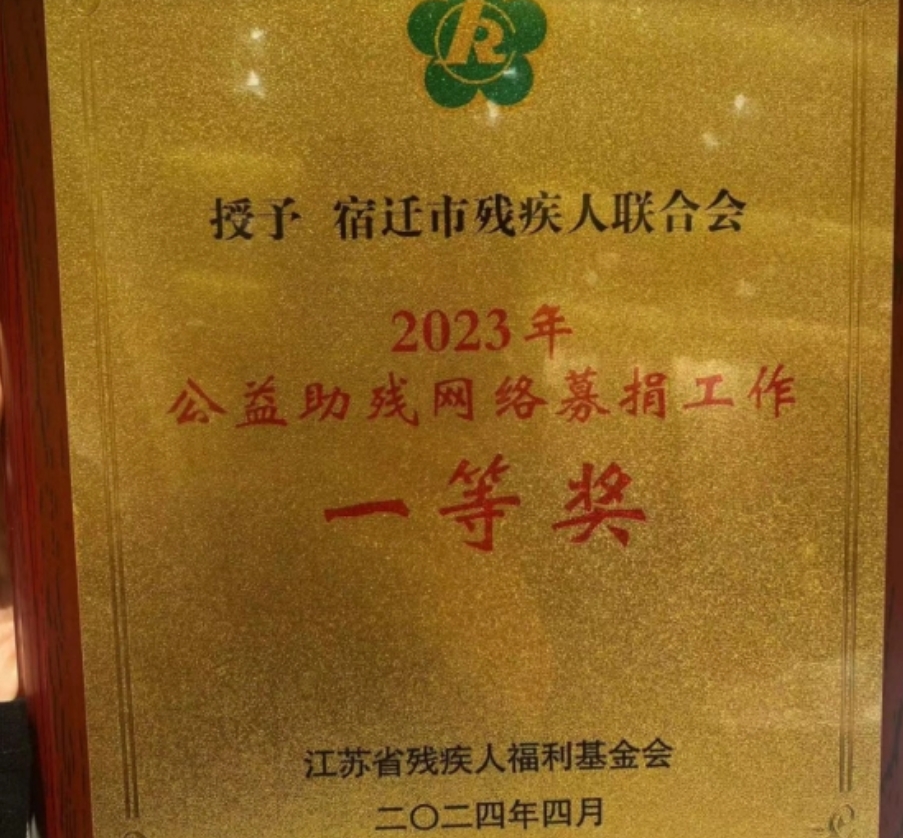 授予 宿迁市残疾人联合会
2023年
公益助残网络募捐工作
一等奖
江苏省残疾人福利基金会
二〇二四年四月